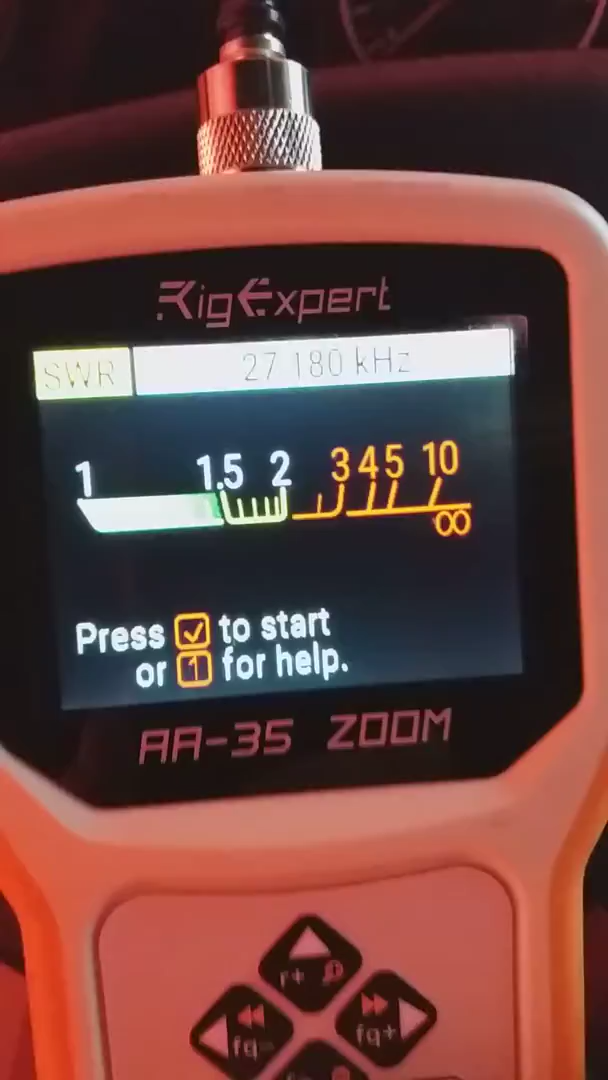 RigExpert
SWR 27 180 kHz
1 1.5 2 3 4 5 10
∞
Press ✓ to start
or 1 for help.
AA-35 ZOOM
fq- fq+